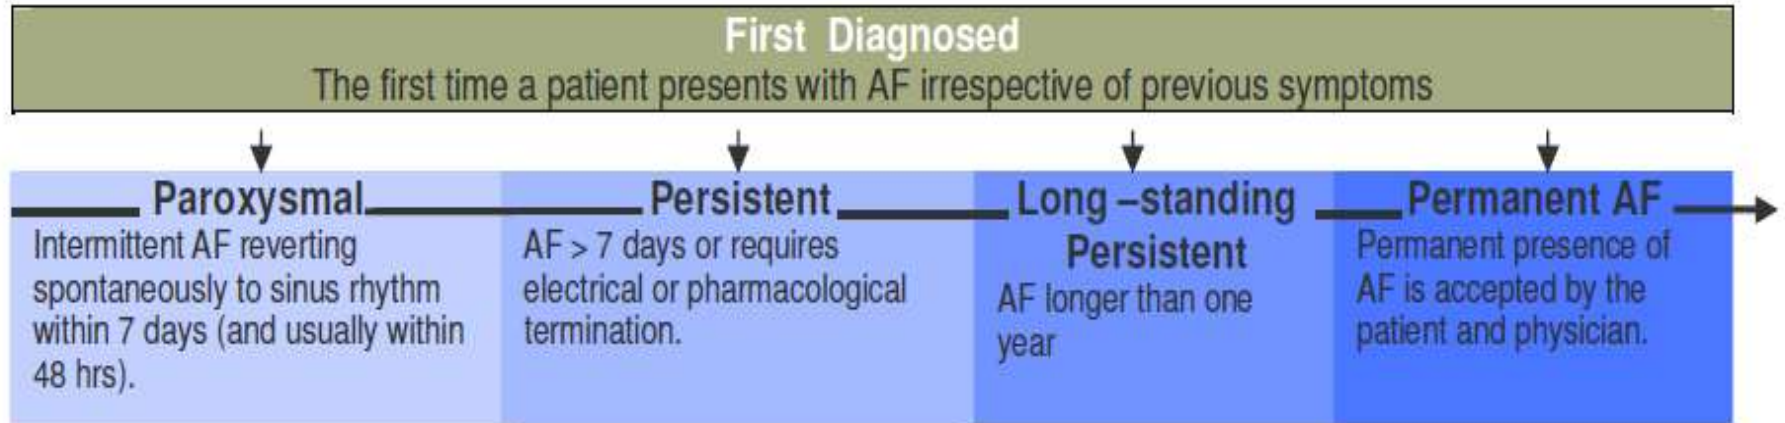 First Diagnosed
The first time a patient presents with AF irrespective of previous symptoms
Paroxysmal
Intermittent AF reverting
spontaneously to sinus rhythm
within 7 days (and usually within
48 hrs).
Persistent
AF > 7 days or requires
electrical or pharmacological
termination.
Long –standing
Persistent
AF longer than one
year
Permanent AF
Permanent presence of
AF is accepted by the
patient and physician.